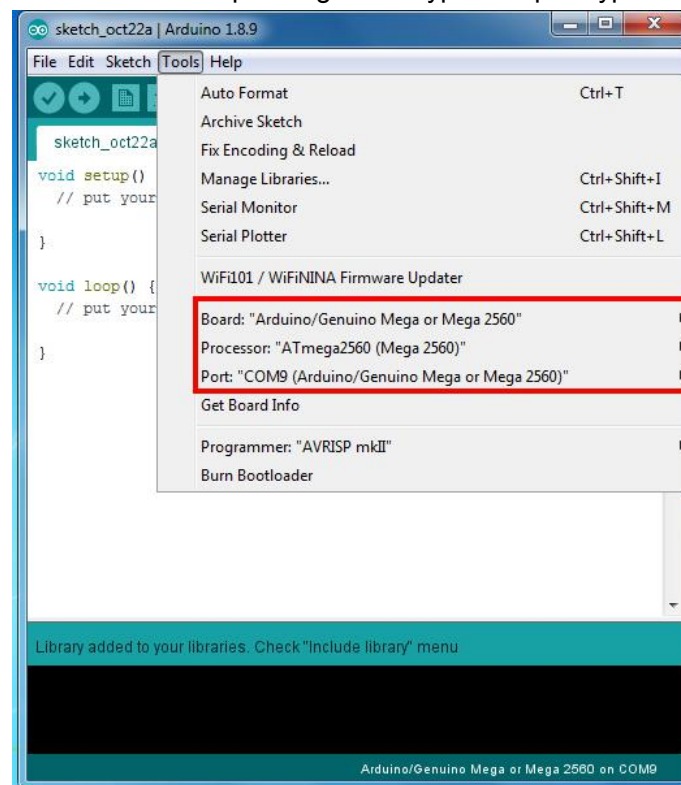 sketch_oct22a | Arduino 1.8.9
File Edit Sketch Tools Help
Auto Format Ctrl+T
Archive Sketch
sketch_oct22a
Fix Encoding & Reload
void setup()
Manage Libraries... Ctrl+Shift+I
// put your
Serial Monitor Ctrl+Shift+M
}
Serial Plotter Ctrl+Shift+L
WiFi101 / WiFiNINA Firmware Updater
void loop() {
// put your
Board: "Arduino/Genuino Mega or Mega 2560"
}
Processor: "ATmega2560 (Mega 2560)"
Port: "COM9 (Arduino/Genuino Mega or Mega 2560)"
Get Board Info
Programmer: "AVRISP mkII"
Burn Bootloader
Library added to your libraries. Check "Include library" menu
Arduino/Genuino Mega or Mega 2560 on COM9